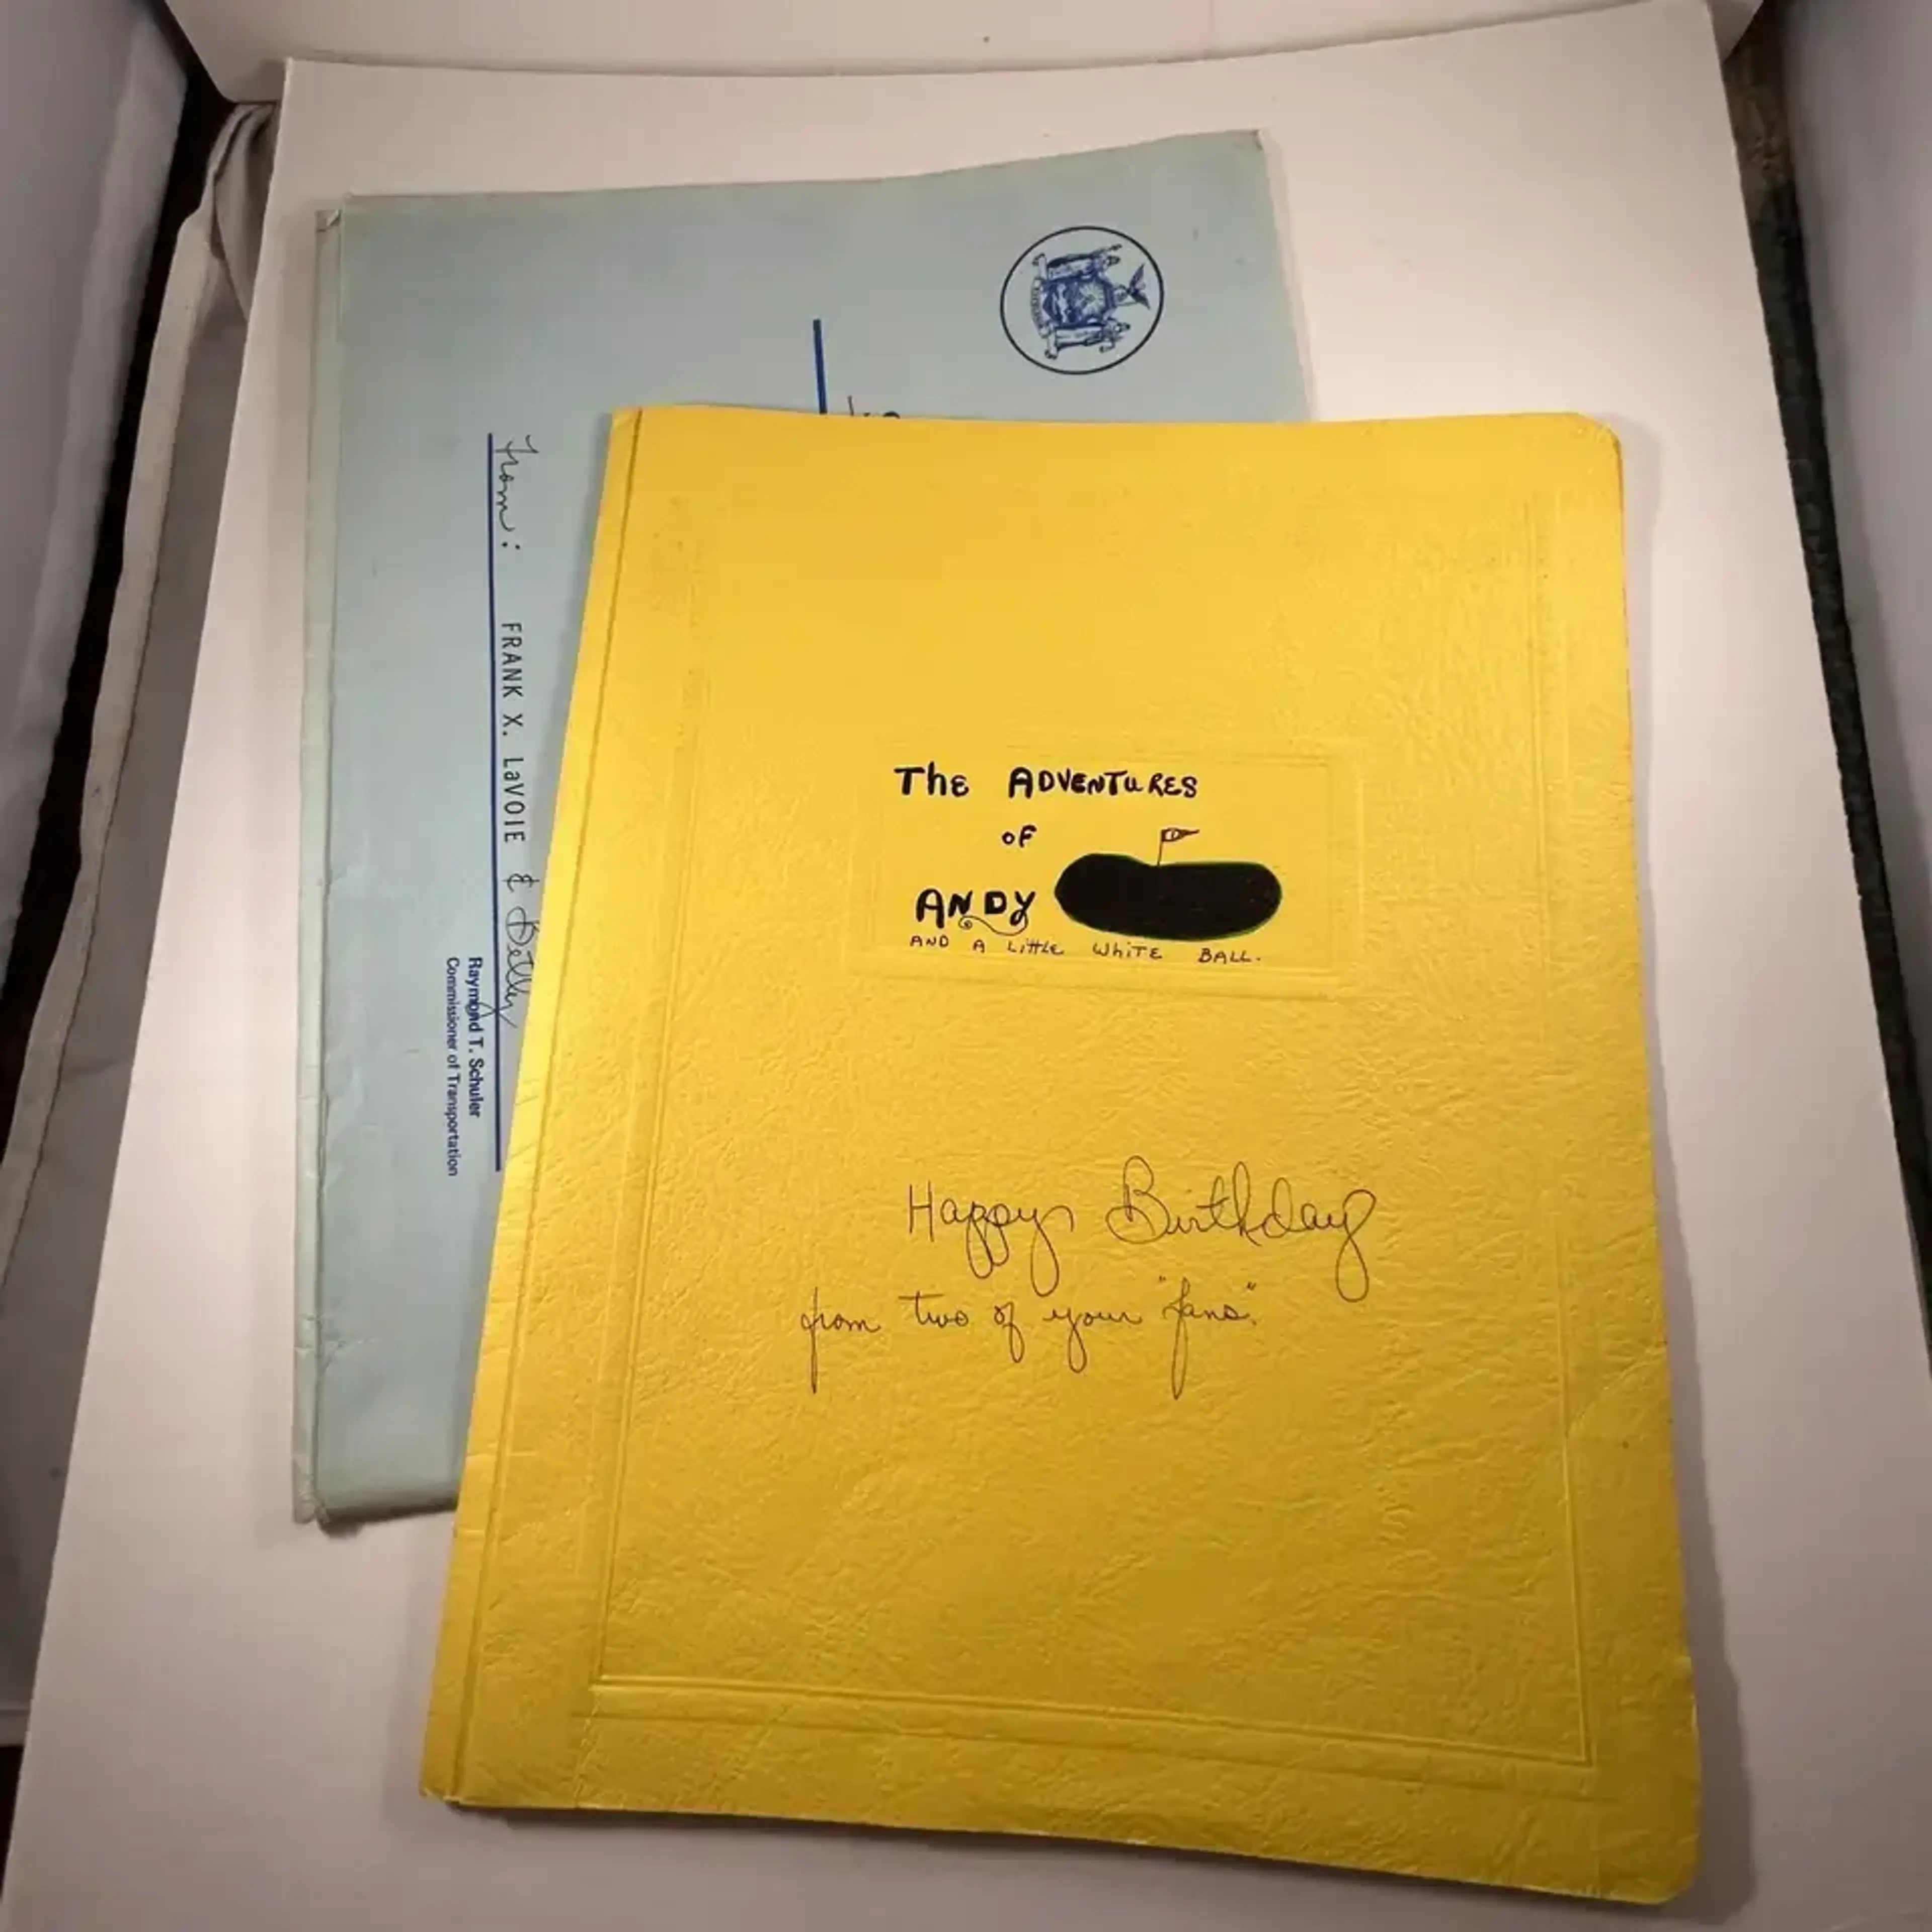 From: FRANK X. LaVOIE & Betty
Raymond T. Schuler
Commissioner of Transportation
The ADVENTURES
OF
ANDY
AND A LittLE WhiTE BALL.
Happy Birthday
from two of your "fans".